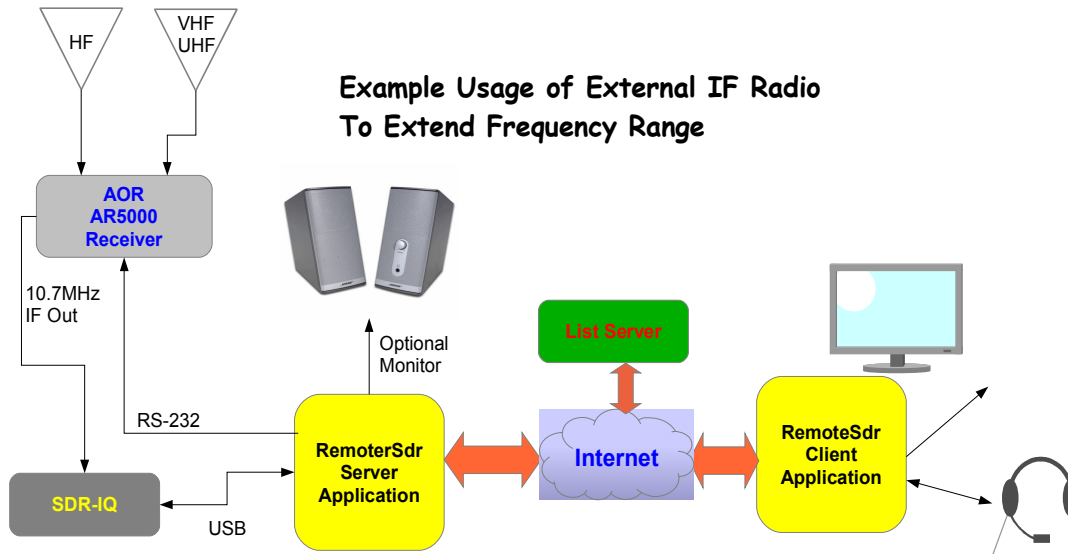 HF
VHF
UHF
Example Usage of External IF Radio
To Extend Frequency Range
AOR
AR5000
Receiver
10.7MHz
IF Out
Optional
Monitor
List Server
RS-232
RemoterSdr
Server
Application
Internet
RemoteSdr
Client
Application
SDR-IQ
USB